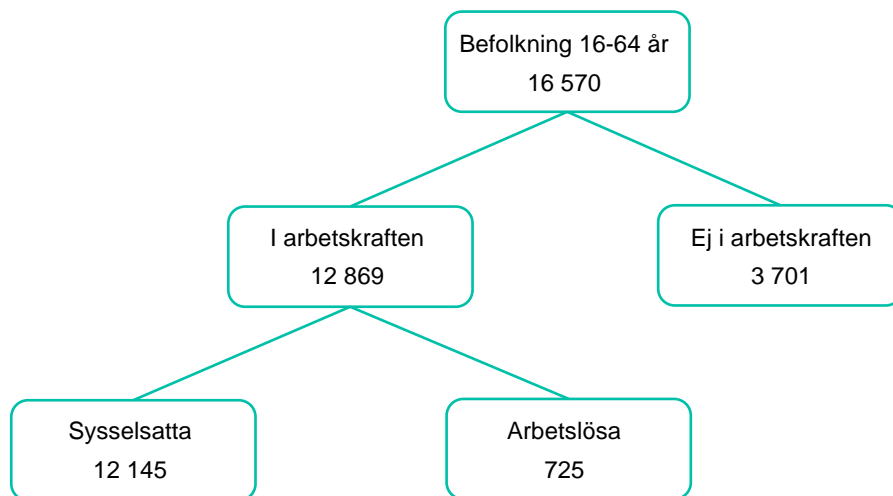 Befolkning 16-64 år
16 570
I arbetskraften
12 869
Ej i arbetskraften
3 701
Sysselsatta
12 145
Arbetslösa
725